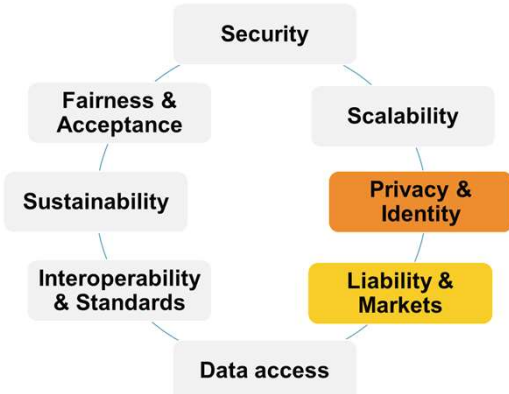 Security
Fairness &
Acceptance
Scalability
Sustainability
Privacy &
Identity
Interoperability
& Standards
Liability &
Markets
Data access